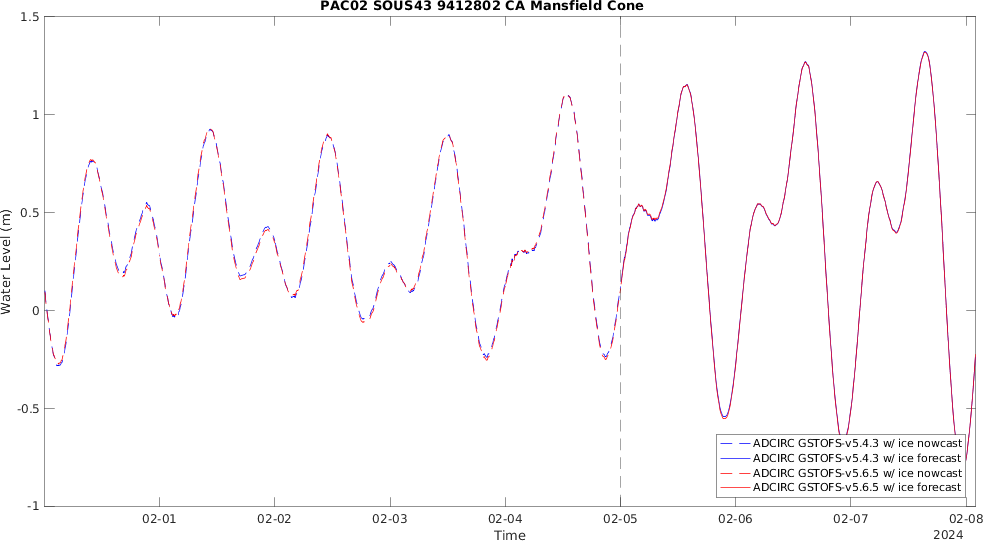 PAC02 SOUS43 9412802 CA Mansfield Cone
1.5
1
0.5
0
-0.5
-1
Water Level (m)
ADCIRC GSTOFS-v5.4.3 w/ ice nowcast
ADCIRC GSTOFS-v5.4.3 w/ ice forecast
ADCIRC GSTOFS-v5.6.5 w/ ice nowcast
ADCIRC GSTOFS-v5.6.5 w/ ice forecast
02-01 02-02 02-03 02-04 02-05 02-06 02-07 02-08
Time
2024